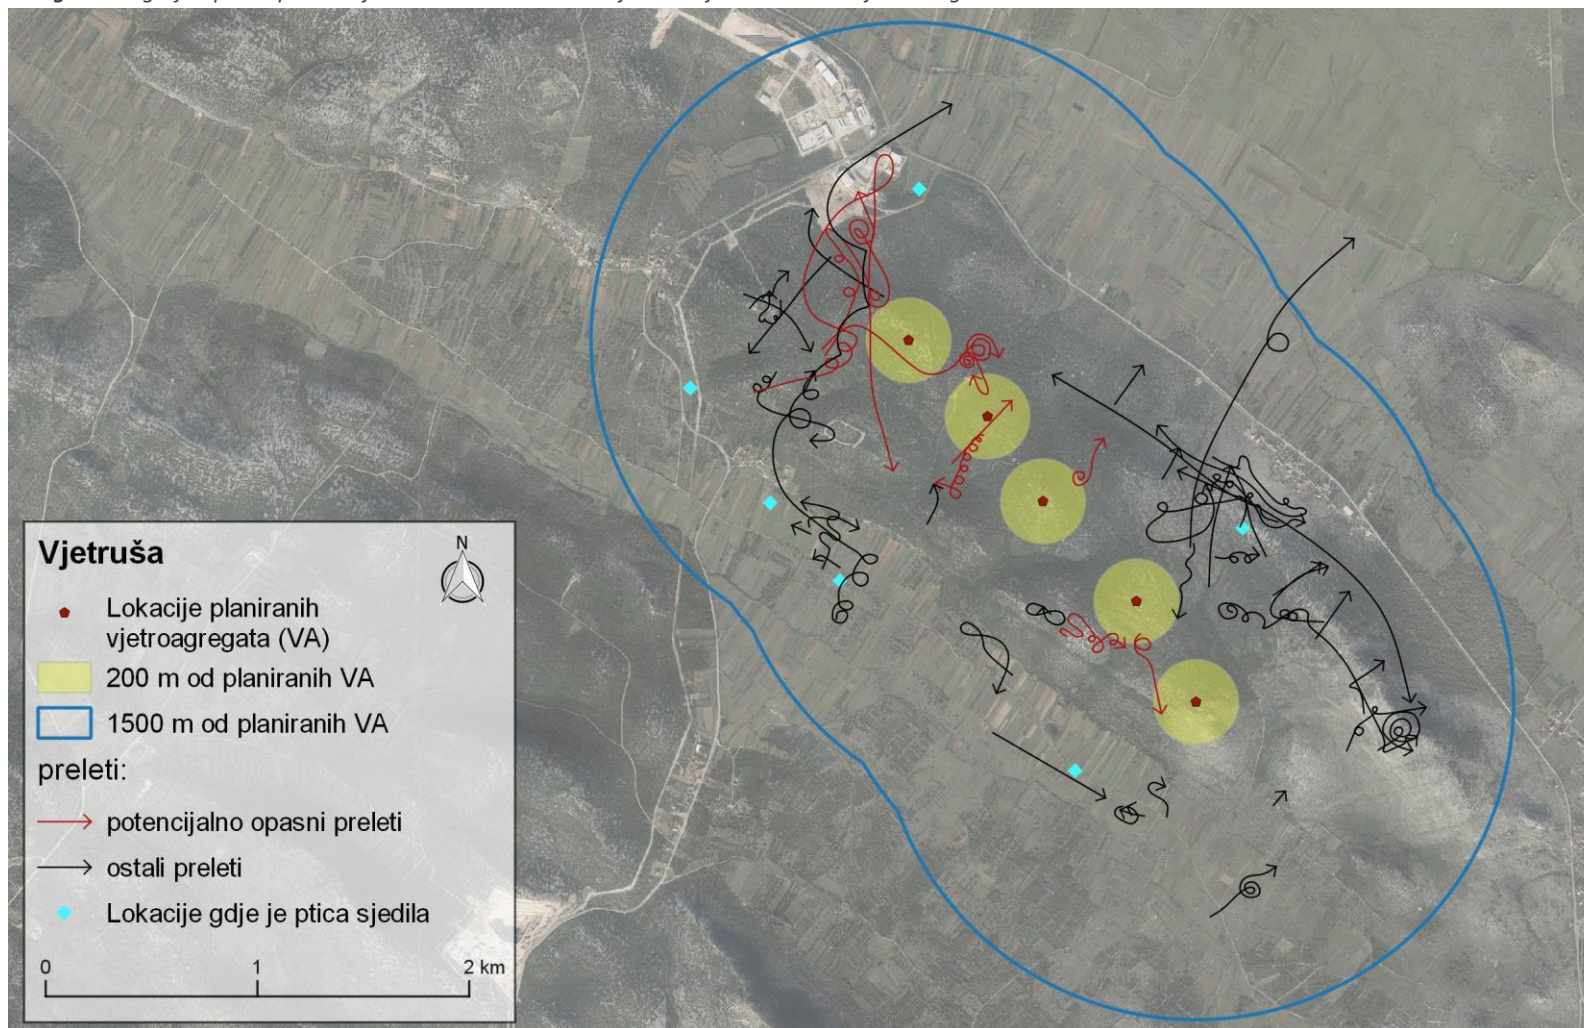 Vjetruša
N
Lokacije planiranih
vjetroagregata (VA)
200 m od planiranih VA
1500 m od planiranih VA
preleti:
potencijalno opasni preleti
ostali preleti
Lokacije gdje je ptica sjedila
0 1 2 km